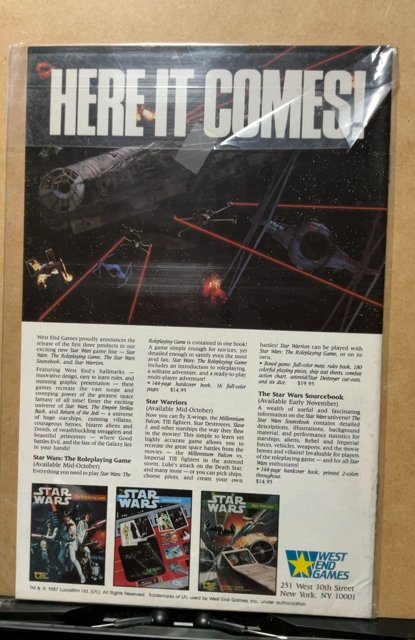 HERE IT COMES!
West End Games proudly announces the
release of the first three products in our
exciting new Star Wars game line — Star
Wars: The Roleplaying Game, The Star Wars
Sourcebook, and Star Warriors.
Featuring West End's hallmarks —
innovative design, easy to learn rules, and
stunning graphic presentation — these
games recreate the vast scope and
sweeping power of the greatest space
fantasy of all time! Enter the exciting
universe of Star Wars, The Empire Strikes
Back, and Return of the Jedi — a universe
of huge starships, cunning villains,
courageous heroes, bizarre aliens and
Droids, of swashbuckling smugglers and
beautiful princesses — where Good
battles Evil, and the fate of the Galaxy lies
in your hands!
Star Wars: The Roleplaying Game
(Available Mid-October)
Everything you need to play Star Wars: The
Roleplaying Game is contained in one book!
A game simple enough for novices, yet
detailed enough to satisfy even the most
avid fan, Star Wars: The Roleplaying Game
includes an introduction to roleplaying,
a solitaire adventure, and a ready-to-play
multi-player adventure!
• 144-page hardcover book, 16 full-color
pages. $14.95
Star Warriors
(Available Mid-October)
Now you can fly X-wings, the Millennium
Falcon, TIE fighters, Star Destroyers, Slave
I, and other starships the way they flew
in the movies! This simple to learn yet
highly accurate game allows you to
recreate the great space battles from the
movies — the Millennium Falcon vs.
Imperial TIE fighters in the asteroid
storm, Luke's attack on the Death Star,
and many more — or you can pick ships,
choose pilots, and create your own
battles! Star Warriors can be played with
Star Wars: The Roleplaying Game, or on its
own.
• Boxed game: full-color map, rules book, 180
colorful playing pieces, ship stat sheets, combat
action chart, asteroid/Star Destroyer cut-outs,
and six dice. $19.95
The Star Wars Sourcebook
(Available Early November)
A wealth of useful and fascinating
information on the Star Wars universe! The
Star Wars Sourcebook contains detailed
descriptions, illustrations, background
material, and performance statistics for
starships, aliens, Rebel and Imperial
forces, vehicles, weapons, and the movie
heroes and villains! Invaluable for players
of the roleplaying game — and for all Star
Wars enthusiasts!
• 144-page hardcover book, printed 2-colors
throughout.
$14.95
STAR WARS
STAR WARS
STAR WARS
Star Warriors
WEST
END
GAMES
251 West 30th Street
New York, NY 10001
TM & © 1987 Lucasfilm Ltd. (LFL). All Rights Reserved. Trademarks of LFL used by West End Games, Inc., under authorization.